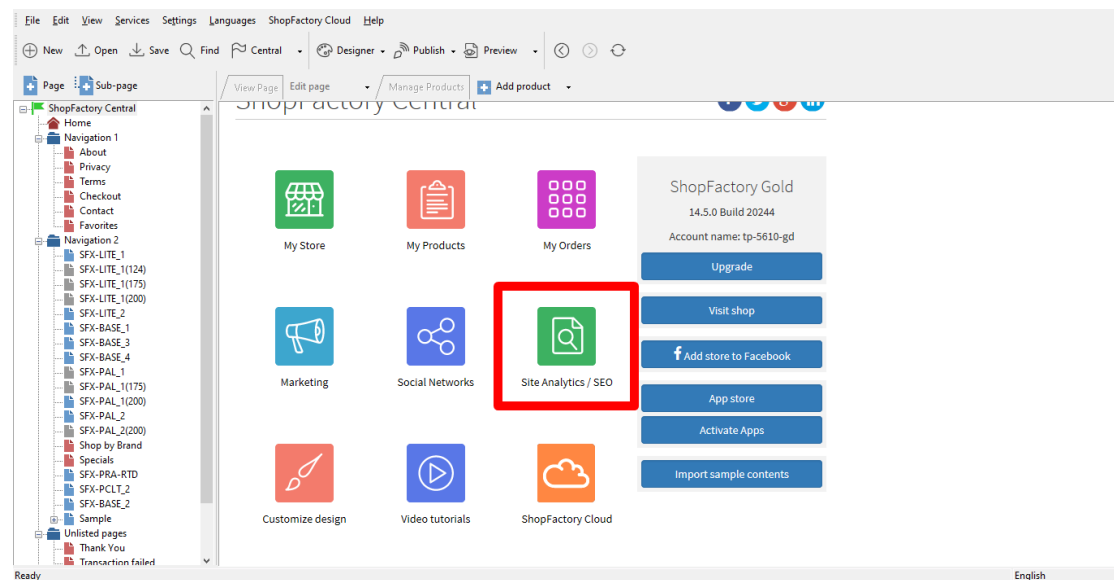 File Edit View Services Settings Languages ShopFactory Cloud Help
New Open Save Find Central Designer Publish Preview
Page Sub-page View Page Edit page Manage Products Add product
ShopFactory Central
ShopFactory Central
Home
Navigation 1
About
Privacy
Terms
Checkout
Contact
Favorites
Navigation 2
SFX-LITE_1
SFX-LITE_1(124)
SFX-LITE_1(175)
SFX-LITE_1(200)
SFX-LITE_2
SFX-BASE_1
SFX-BASE_3
SFX-BASE_4
SFX-PAL_1
SFX-PAL_1(175)
SFX-PAL_1(200)
SFX-PAL_2
SFX-PAL_2(200)
Shop by Brand
Specials
SFX-PRA-RTD
SFX-PCLT_2
SFX-BASE_2
Sample
Unlisted pages
Thank You
Transaction failed
My Store My Products My Orders
Marketing Social Networks Site Analytics / SEO
Customize design Video tutorials ShopFactory Cloud
ShopFactory Gold
14.5.0 Build 20244
Account name: tp-5610-gd
Upgrade
Visit shop
Add store to Facebook
App store
Activate Apps
Import sample contents
Ready English